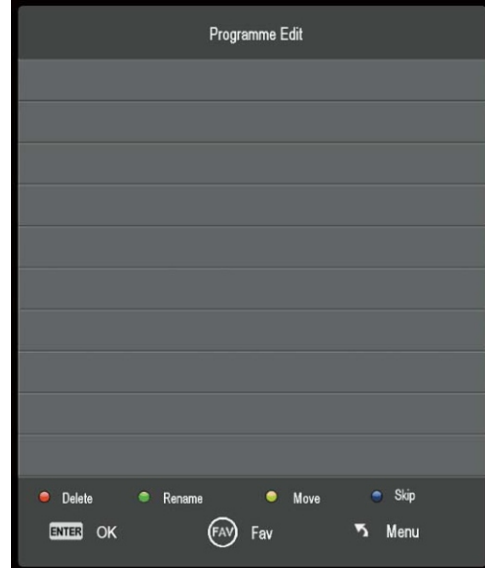 Programme Edit
Delete Rename Move Skip
ENTER OK FAV Fav Menu